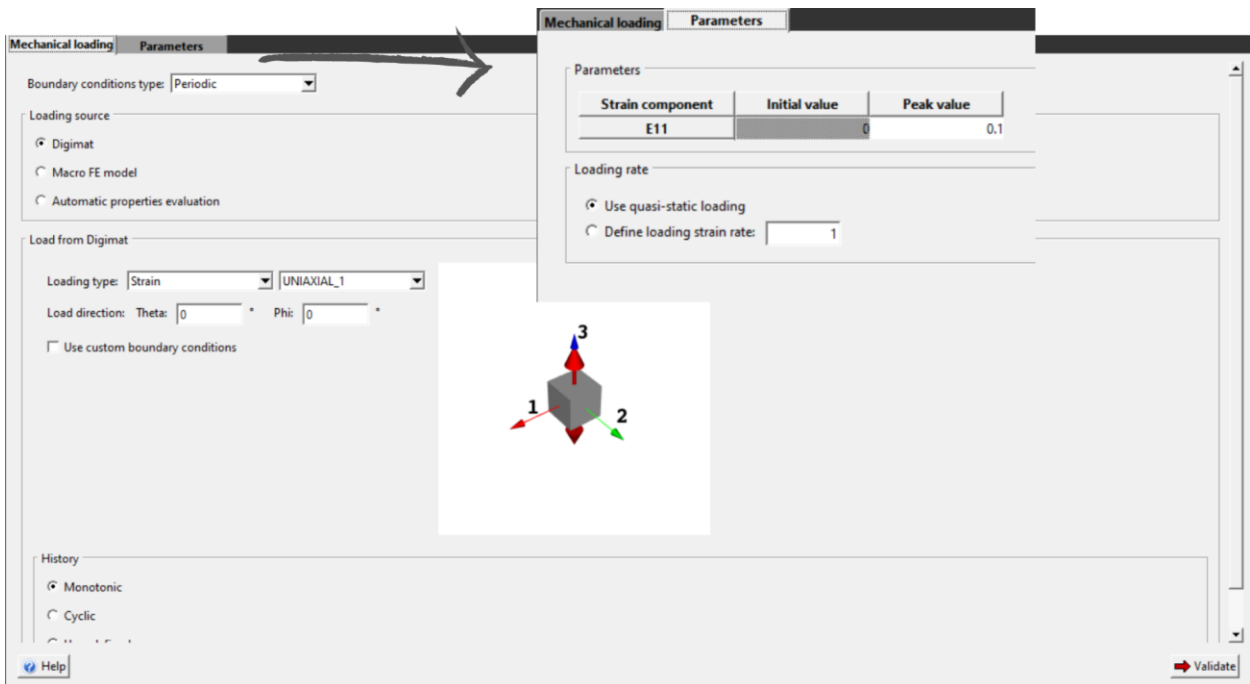 Mechanical loading Parameters
Boundary conditions type: Periodic
Loading source
Digimat
Macro FE model
Automatic properties evaluation
Load from Digimat
Loading type: Strain UNIAXIAL_1
Load direction: Theta: 0 ° Phi: 0 °
Use custom boundary conditions
3
1
2
History
Monotonic
Cyclic
Help
Validate
Mechanical loading Parameters
Parameters
Strain component Initial value Peak value
E11 0 0.1
Loading rate
Use quasi-static loading
Define loading strain rate: 1